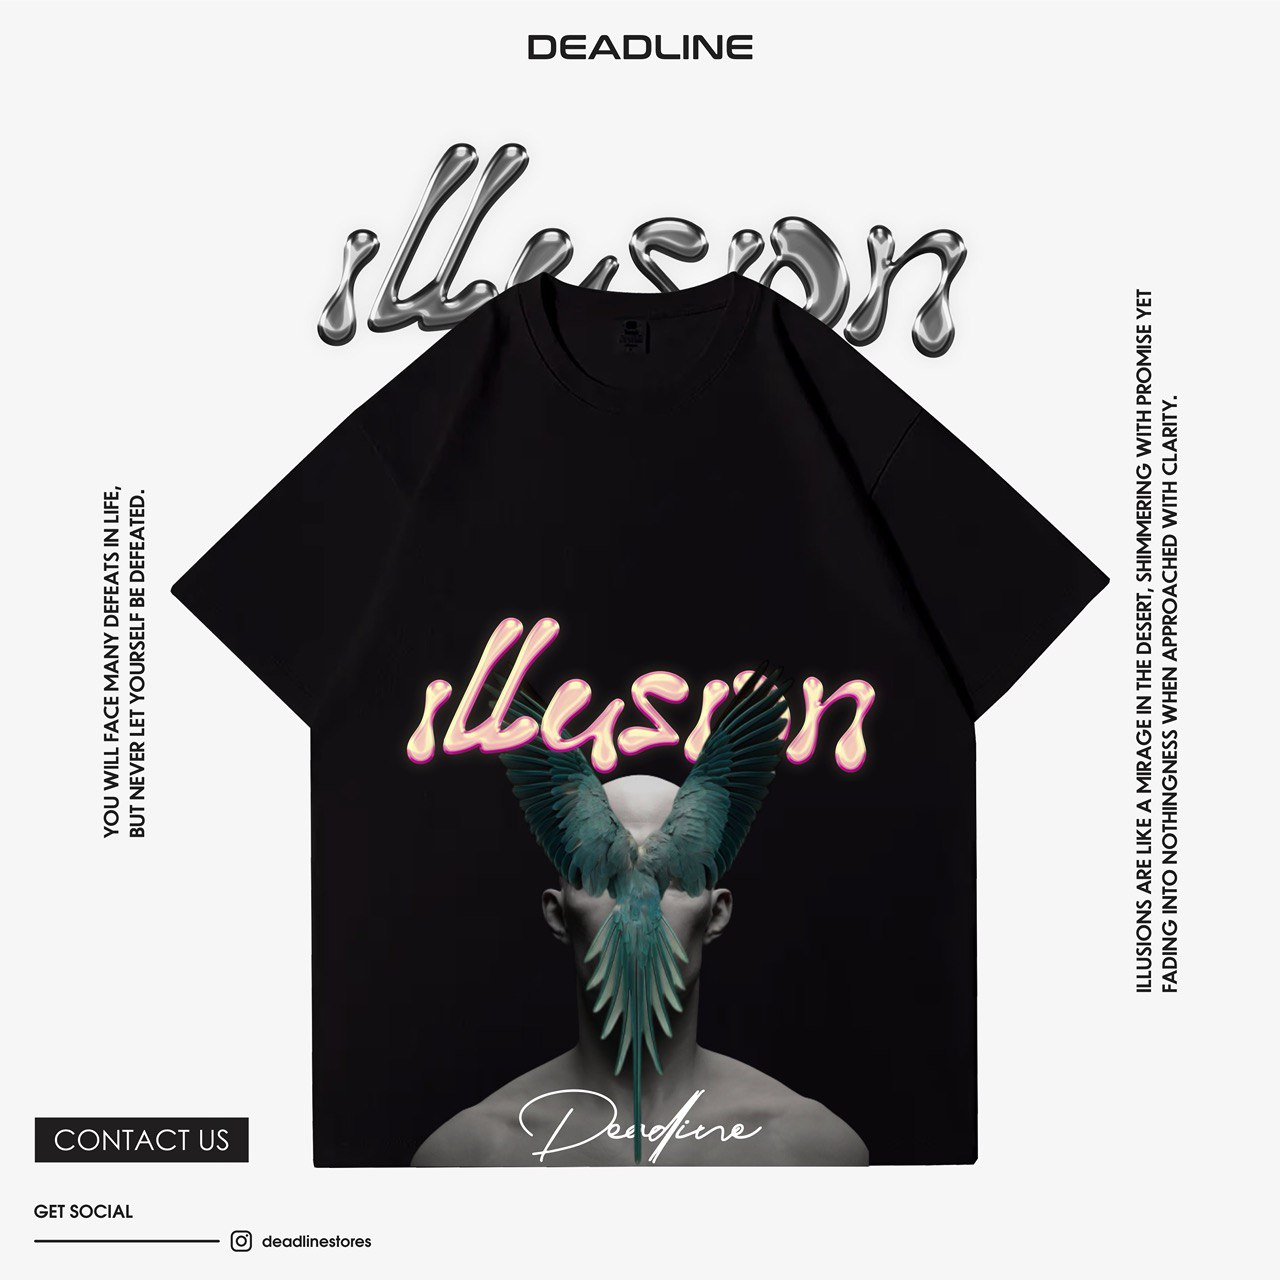 DEADLINE
illusion
YOU WILL FACE MANY DEFEATS IN LIFE,
BUT NEVER LET YOURSELF BE DEFEATED.
ILLUSIONS ARE LIKE A MIRAGE IN THE DESERT, SHIMMERING WITH PROMISE YET
FADING INTO NOTHINGNESS WHEN APPROACHED WITH CLARITY.
illusion
Deadline
CONTACT US
GET SOCIAL
deadlinestores